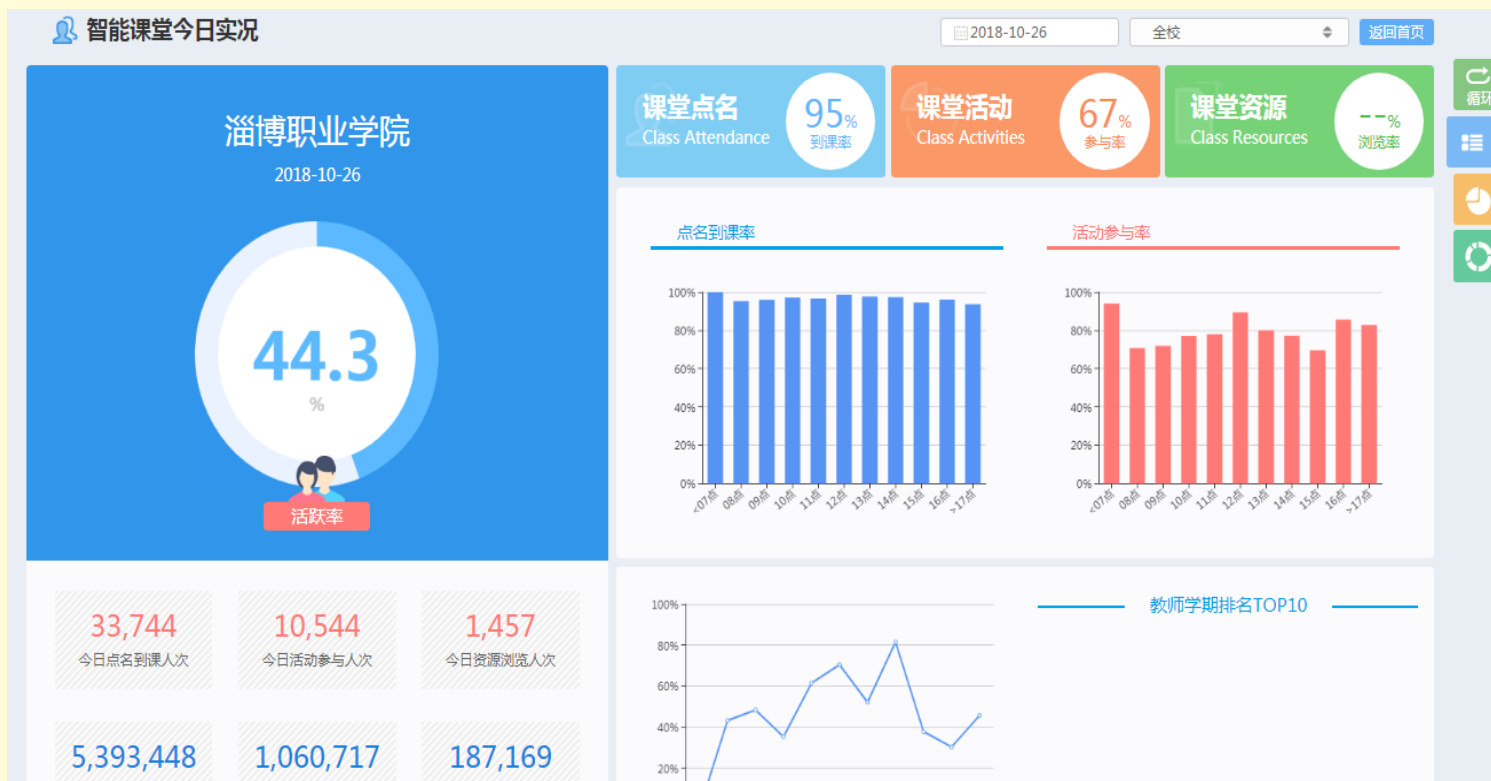 智能课堂今日实况
2018-10-26
全校
返回首页
循环
淄博职业学院
2018-10-26
44.3
%
活跃率
课堂点名
Class Attendance
95%
到课率
课堂活动
Class Activities
67%
参与率
课堂资源
Class Resources
--%
浏览率
点名到课率
100%
80%
60%
40%
20%
0%
<07点 08点 09点 10点 11点 12点 13点 14点 15点 16点 >17点
活动参与率
100%
80%
60%
40%
20%
0%
<07点 08点 09点 10点 11点 12点 13点 14点 15点 16点 >17点
33,744
今日点名到课人次
10,544
今日活动参与人次
1,457
今日资源浏览人次
5,393,448
1,060,717
187,169
100%
80%
60%
40%
20%
教师学期排名TOP10